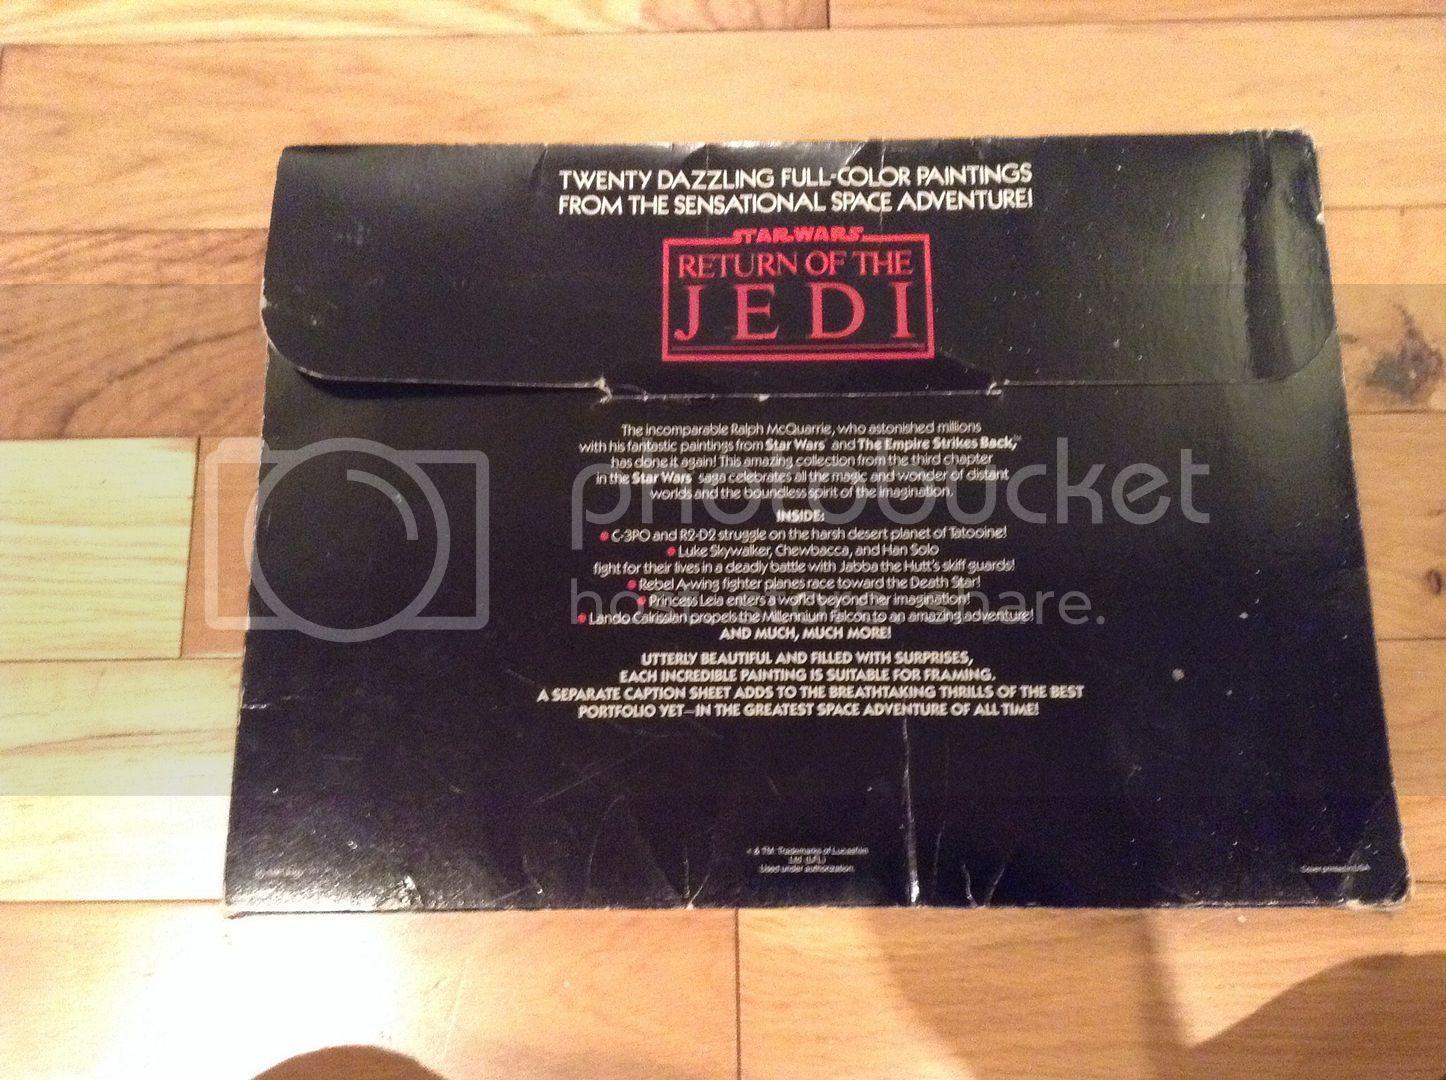 TWENTY DAZZLING FULL-COLOR PAINTINGS
FROM THE SENSATIONAL SPACE ADVENTURE!
STAR WARS
RETURN OF THE
JEDI
The incomparable Ralph McQuarrie, who astonished millions
with his fantastic paintings from Star Wars® and The Empire Strikes Back,™
has done it again! This amazing collection from the third chapter
in the Star Wars® saga celebrates all the magic and wonder of distant
worlds and the boundless spirit of the imagination.
INSIDE:
• C-3PO and R2-D2 struggle on the harsh desert planet of Tatooine!
• Luke Skywalker, Chewbacca, and Han Solo
fight for their lives in a deadly battle with Jabba the Hutt's skiff guards!
• Rebel A-wing fighter planes race toward the Death Star!
• Princess Leia enters a world beyond her imagination!
• Lando Calrissian propels the Millennium Falcon to an amazing adventure!
AND MUCH, MUCH MORE!
UTTERLY BEAUTIFUL AND FILLED WITH SURPRISES,
EACH INCREDIBLE PAINTING IS SUITABLE FOR FRAMING.
A SEPARATE CAPTION SHEET ADDS TO THE BREATHTAKING THRILLS OF THE BEST
PORTFOLIO YET—IN THE GREATEST SPACE ADVENTURE OF ALL TIME!
& TM: Trademarks of Lucasfilm
Ltd. (LFL)
Used under authorization.
Cover printed in USA
photobucket